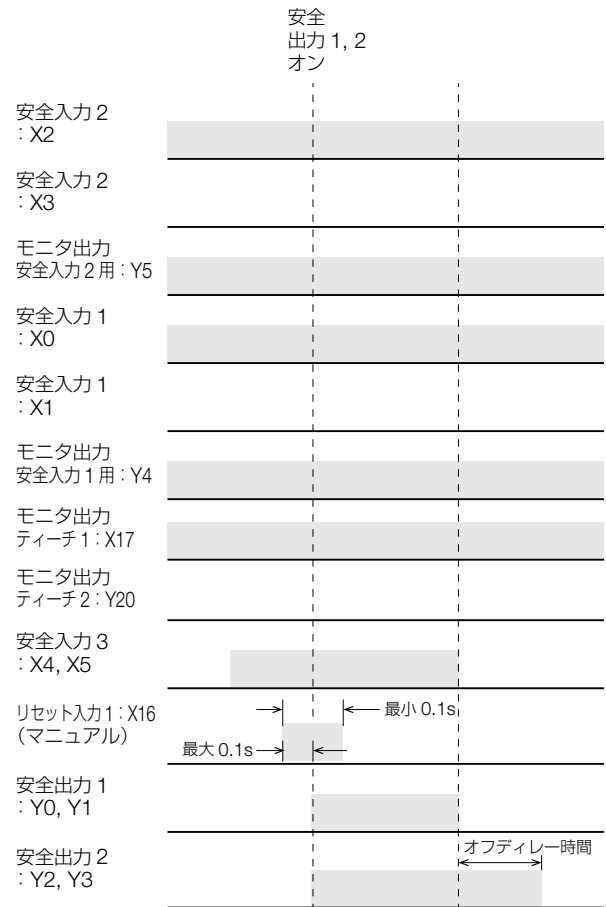 安全
出力 1, 2
オン
安全入力 2
：X2
安全入力 2
：X3
モニタ出力
安全入力 2 用：Y5
安全入力 1
：X0
安全入力 1
：X1
モニタ出力
安全入力 1 用：Y4
モニタ出力
ティーチ 1：X17
モニタ出力
ティーチ 2：Y20
安全入力 3
：X4, X5
リセット入力 1：X16
（マニュアル）
最小 0.1s
最大 0.1s
安全出力 1
：Y0, Y1
安全出力 2
：Y2, Y3
オフディレー時間